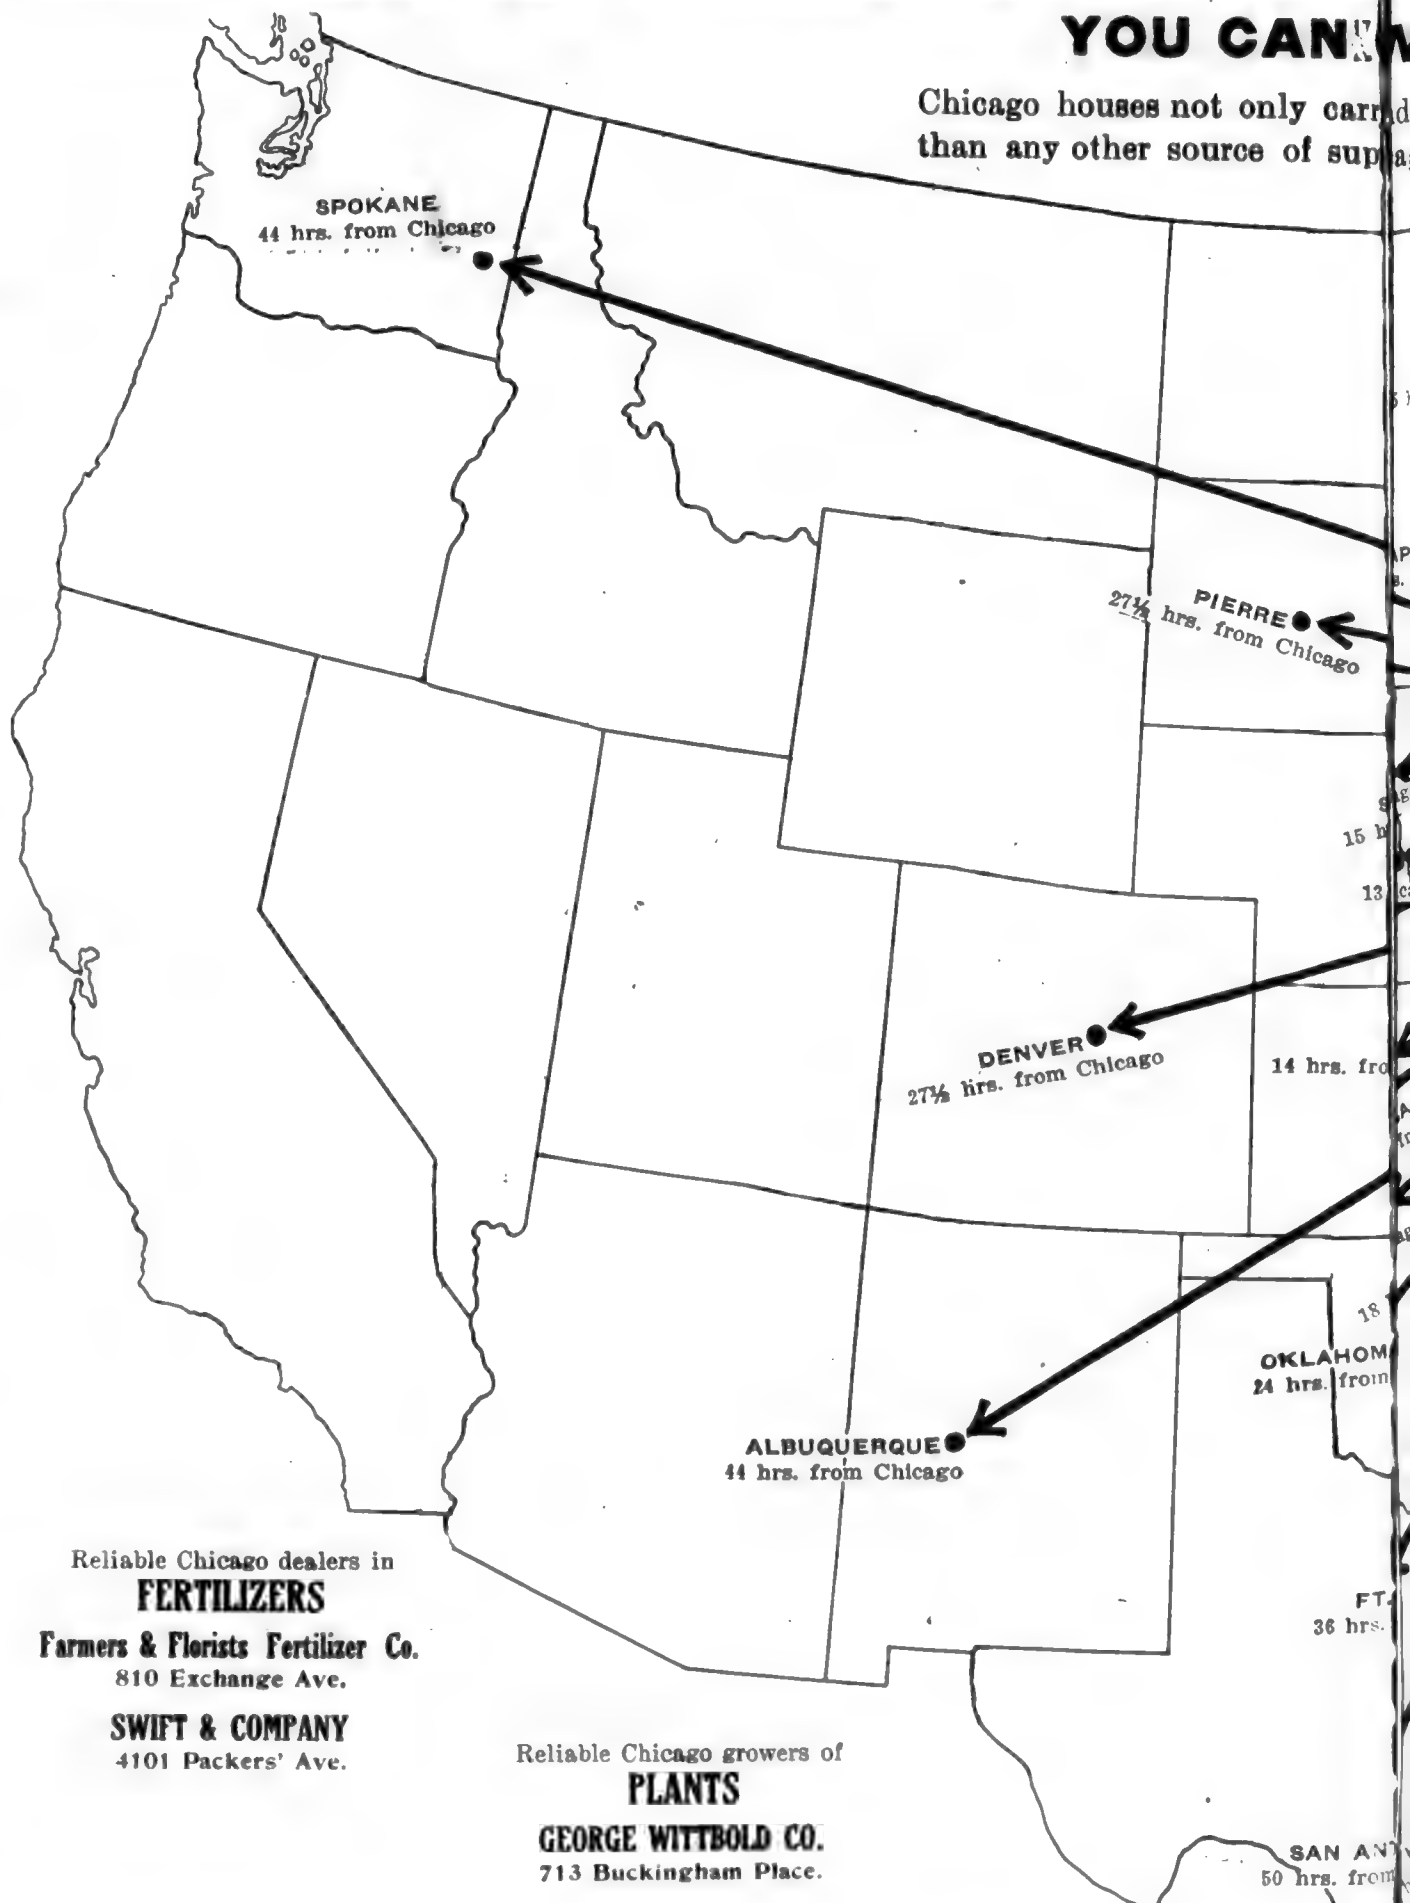 YOU CAN
Chicago houses not only
than any other source of
SPOKANE
44 hrs. from Chicago
PIERRE
27½ hrs. from Chicago
15
13
DENVER
27½ hrs. from Chicago
14 hrs.
18
OKLAHOM
24 hrs. from
ALBUQUERQUE
44 hrs. from Chicago
FT.
36 hrs.
Reliable Chicago dealers in
FERTILIZERS
Farmers & Florists Fertilizer Co.
810 Exchange Ave.
SWIFT & COMPANY
4101 Packers' Ave.
Reliable Chicago growers of
PLANTS
GEORGE WITTBOLD CO.
713 Buckingham Place.
SAN ANT
50 hrs. from